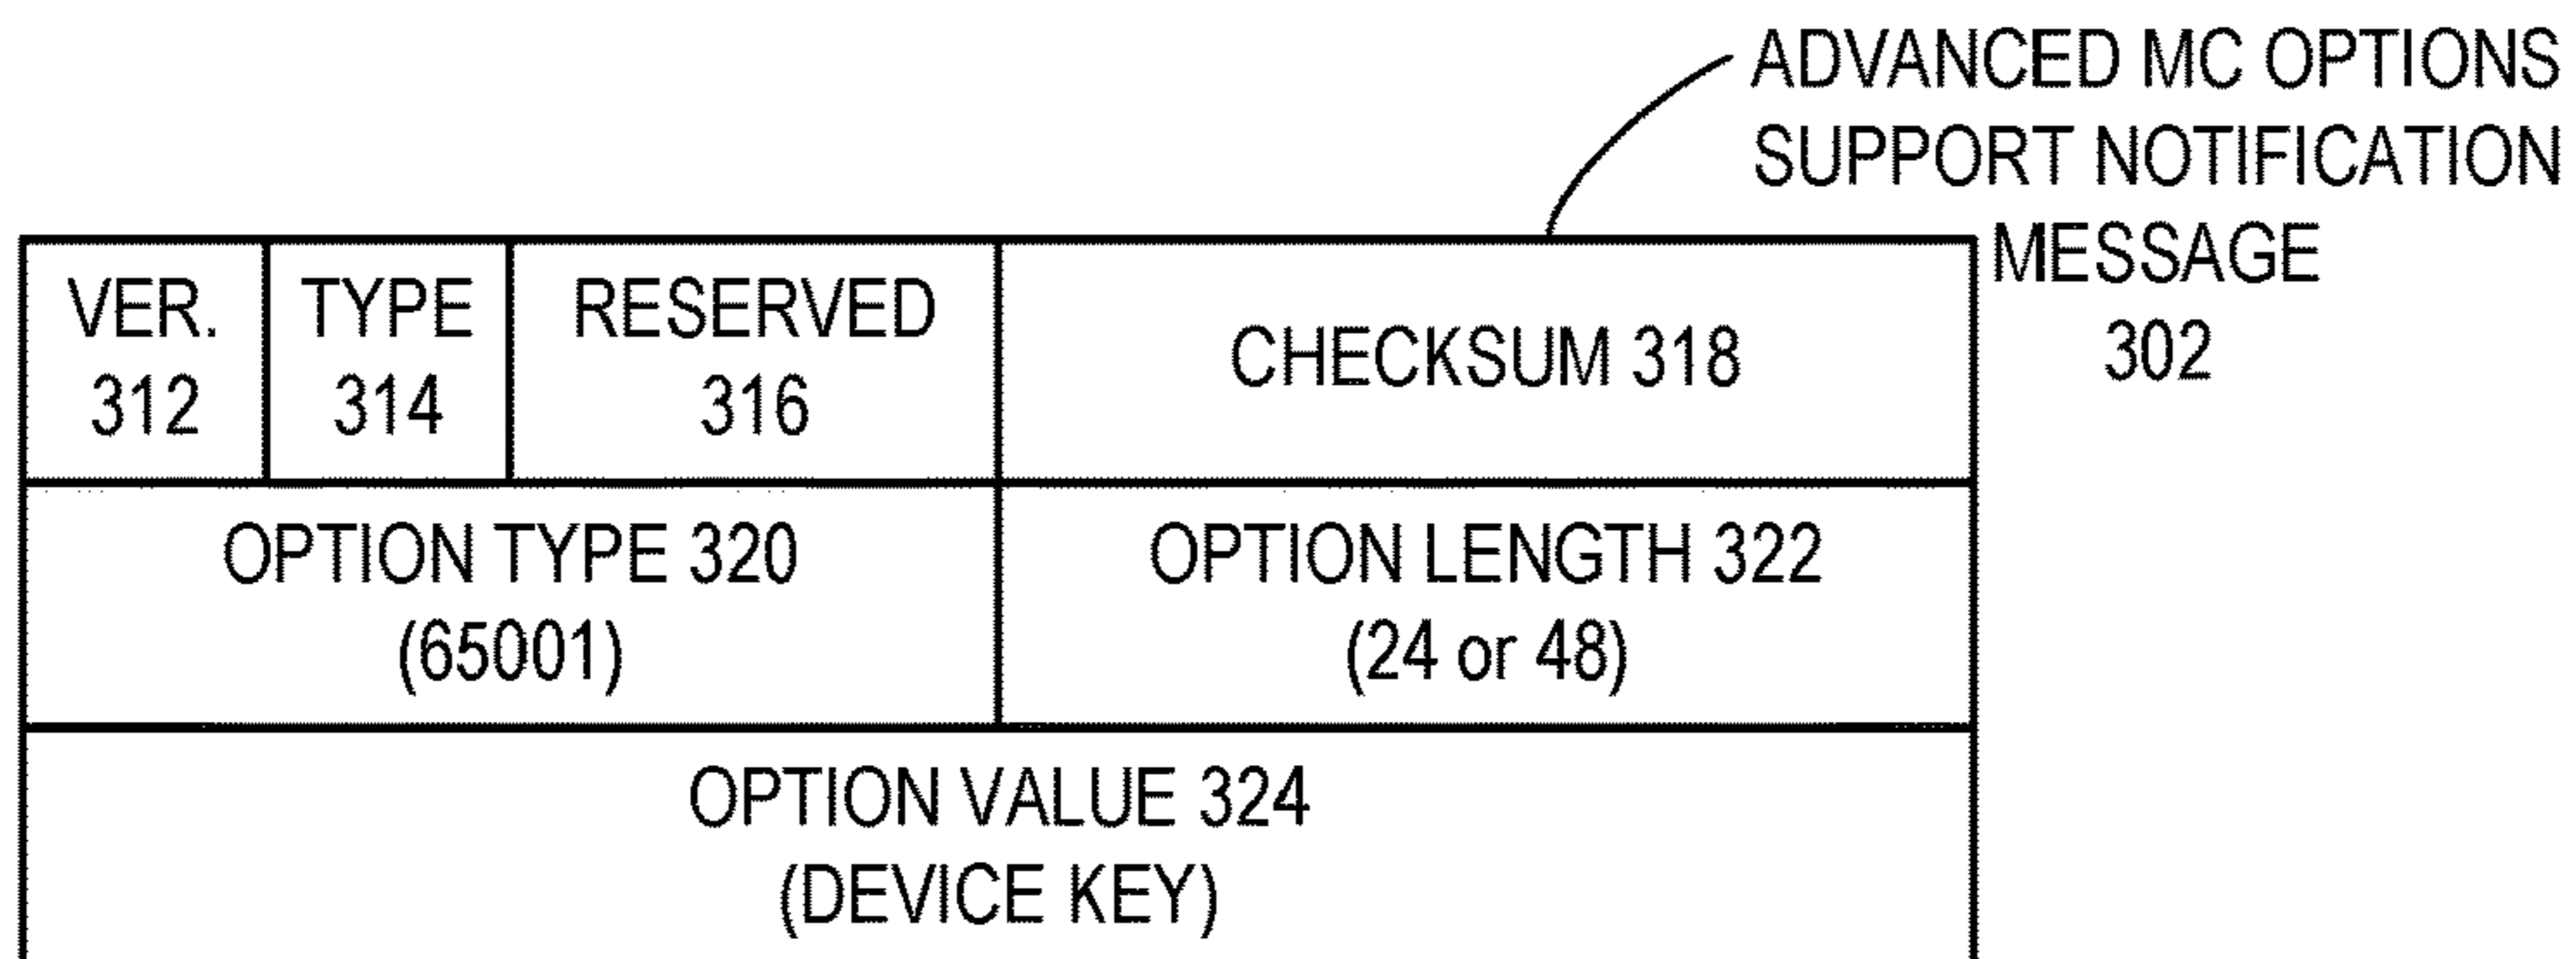 ADVANCED MC OPTIONS
SUPPORT NOTIFICATION
MESSAGE
302
VER.
312
TYPE
314
RESERVED
316
CHECKSUM 318
OPTION TYPE 320
(65001)
OPTION LENGTH 322
(24 or 48)
OPTION VALUE 324
(DEVICE KEY)